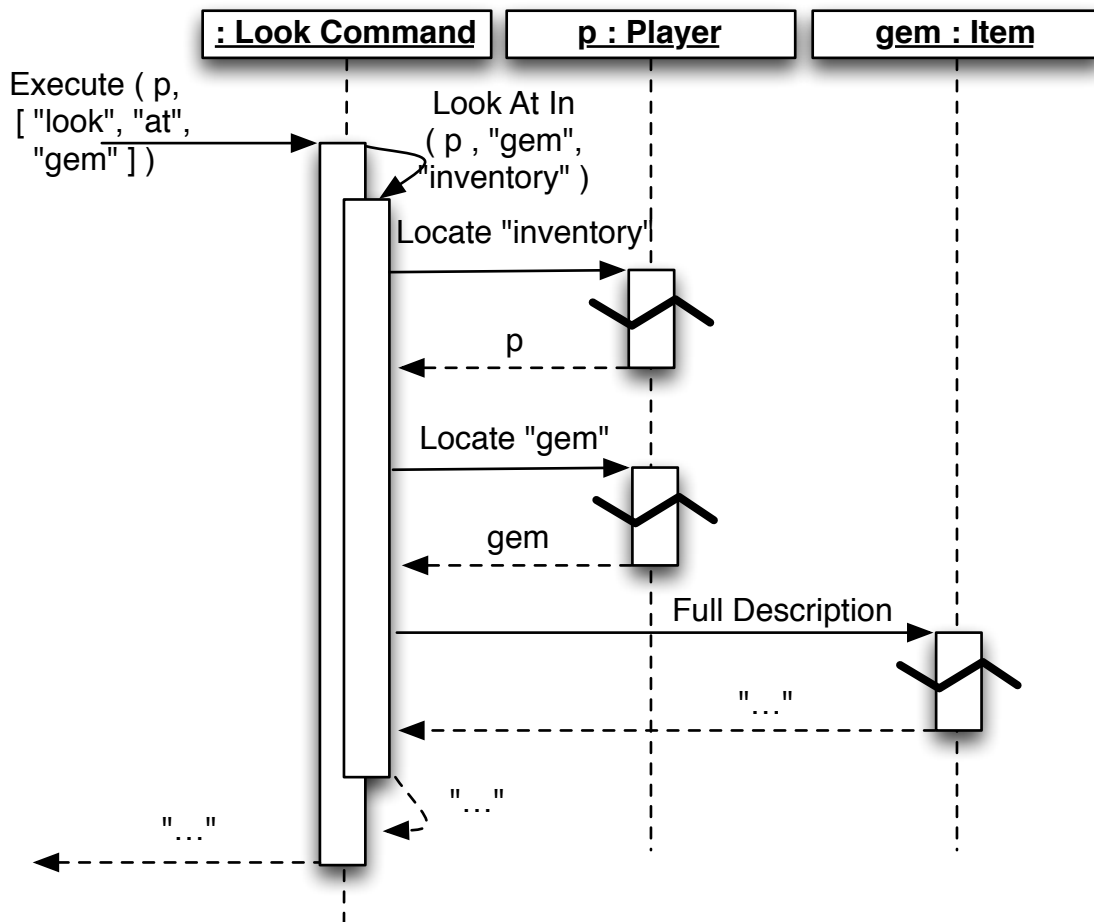 : Look Command
p : Player
gem : Item
Execute ( p,
[ "look", "at",
"gem" ] )
Look At In
( p , "gem",
"inventory" )
Locate "inventory"
p
Locate "gem"
gem
Full Description
"..."
"..."
"..."